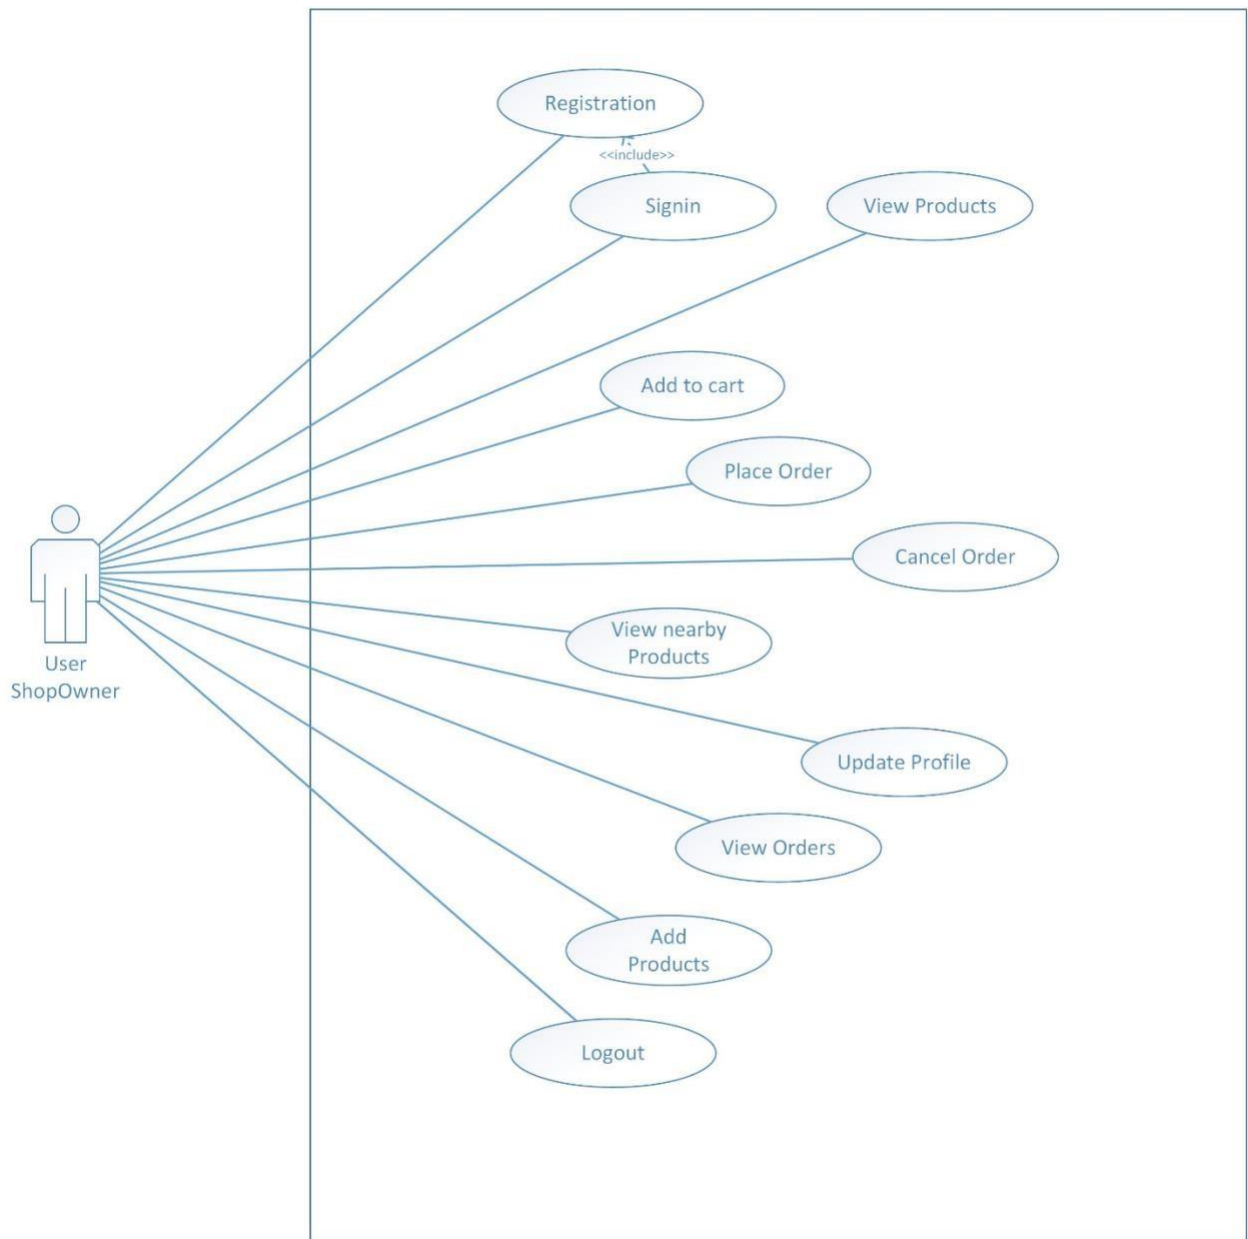 Registration
<<include>>
Signin
View Products
Add to cart
Place Order
Cancel Order
View nearby
Products
User
ShopOwner
Update Profile
View Orders
Add
Products
Logout